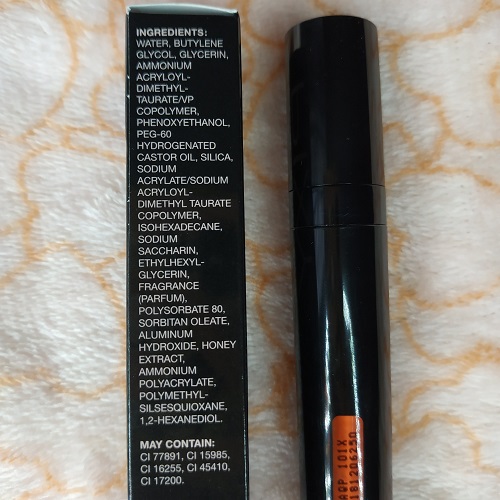 INGREDIENTS:
WATER, BUTYLENE
GLYCOL, GLYCERIN,
AMMONIUM
ACRYLOYL-
DIMETHYL-
TAURATE/VP
COPOLYMER,
PHENOXYETHANOL,
PEG-60
HYDROGENATED
CASTOR OIL, SILICA,
SODIUM
ACRYLATE/SODIUM
ACRYLOYL-
DIMETHYL TAURATE
COPOLYMER,
ISOHEXADECANE,
SODIUM
SACCHARIN,
ETHYLHEXYL-
GLYCERIN,
FRAGRANCE
(PARFUM),
POLYSORBATE 80,
SORBITAN OLEATE,
ALUMINUM
HYDROXIDE, HONEY
EXTRACT,
AMMONIUM
POLYACRYLATE,
POLYMETHYL-
SILSESQUIOXANE,
1,2-HEXANEDIOL.
MAY CONTAIN:
CI 77891, CI 15985,
CI 16255, CI 45410,
CI 17200.
101X